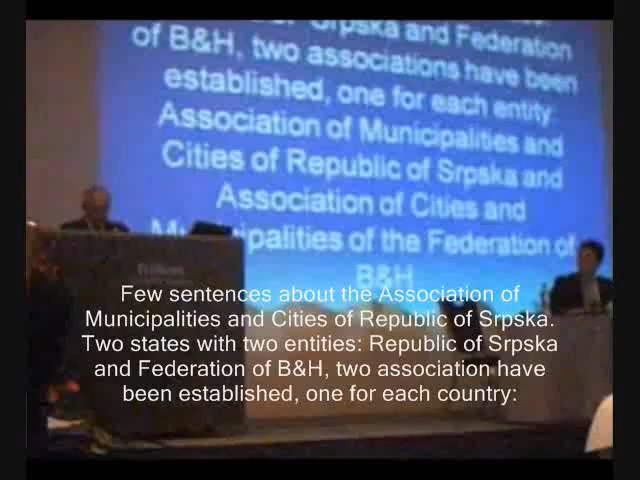 Srpska and Federation
of B&H, two associations have been
established, one for each entity:
Association of Municipalities and
Cities of Republic of Srpska and
Association of Cities and
Municipalities of the Federation of
B&H
Few sentences about the Association of
Municipalities and Cities of Republic of Srpska.
Two states with two entities: Republic of Srpska
and Federation of B&H, two association have
been established, one for each country: